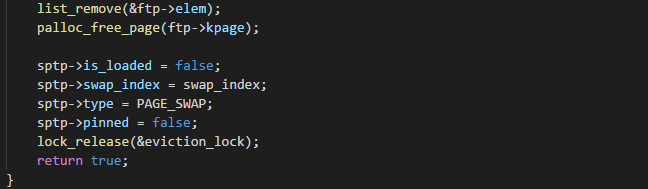 list_remove(&ftp->elem);
palloc_free_page(ftp->kpage);
sptp->is_loaded = false;
sptp->swap_index = swap_index;
sptp->type = PAGE_SWAP;
sptp->pinned = false;
lock_release(&eviction_lock);
return true;
}